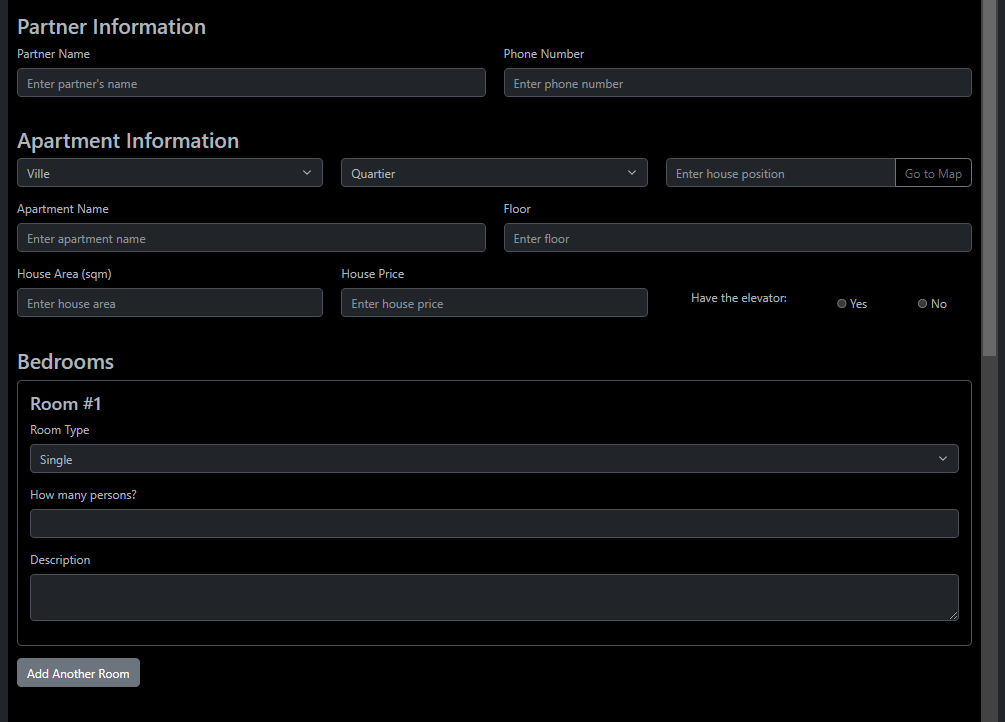 Partner Information
Partner Name Phone Number
Enter partner's name Enter phone number
Apartment Information
Ville Quartier Enter house position Go to Map
Apartment Name Floor
Enter apartment name Enter floor
House Area (sqm) House Price
Have the elevator:
Enter house area Enter house price Yes No
Bedrooms
Room #1
Room Type
Single
How many persons?
Description
Add Another Room